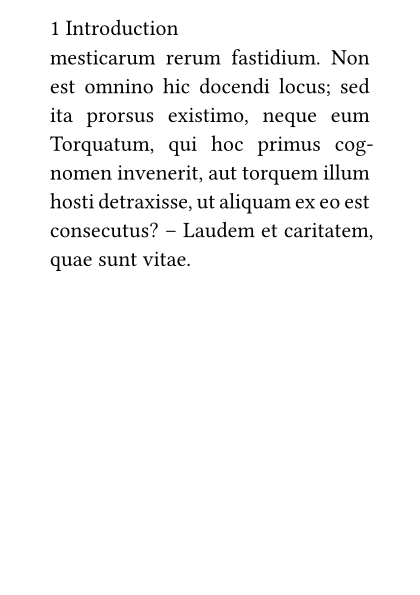 1 Introduction
mesticarum rerum fastidium. Non
est omnino hic docendi locus; sed
ita prorsus existimo, neque eum
Torquatum, qui hoc primus cog-
nomen invenerit, aut torquem illum
hosti detraxisse, ut aliquam ex eo est
consecutus? – Laudem et caritatem,
quae sunt vitae.